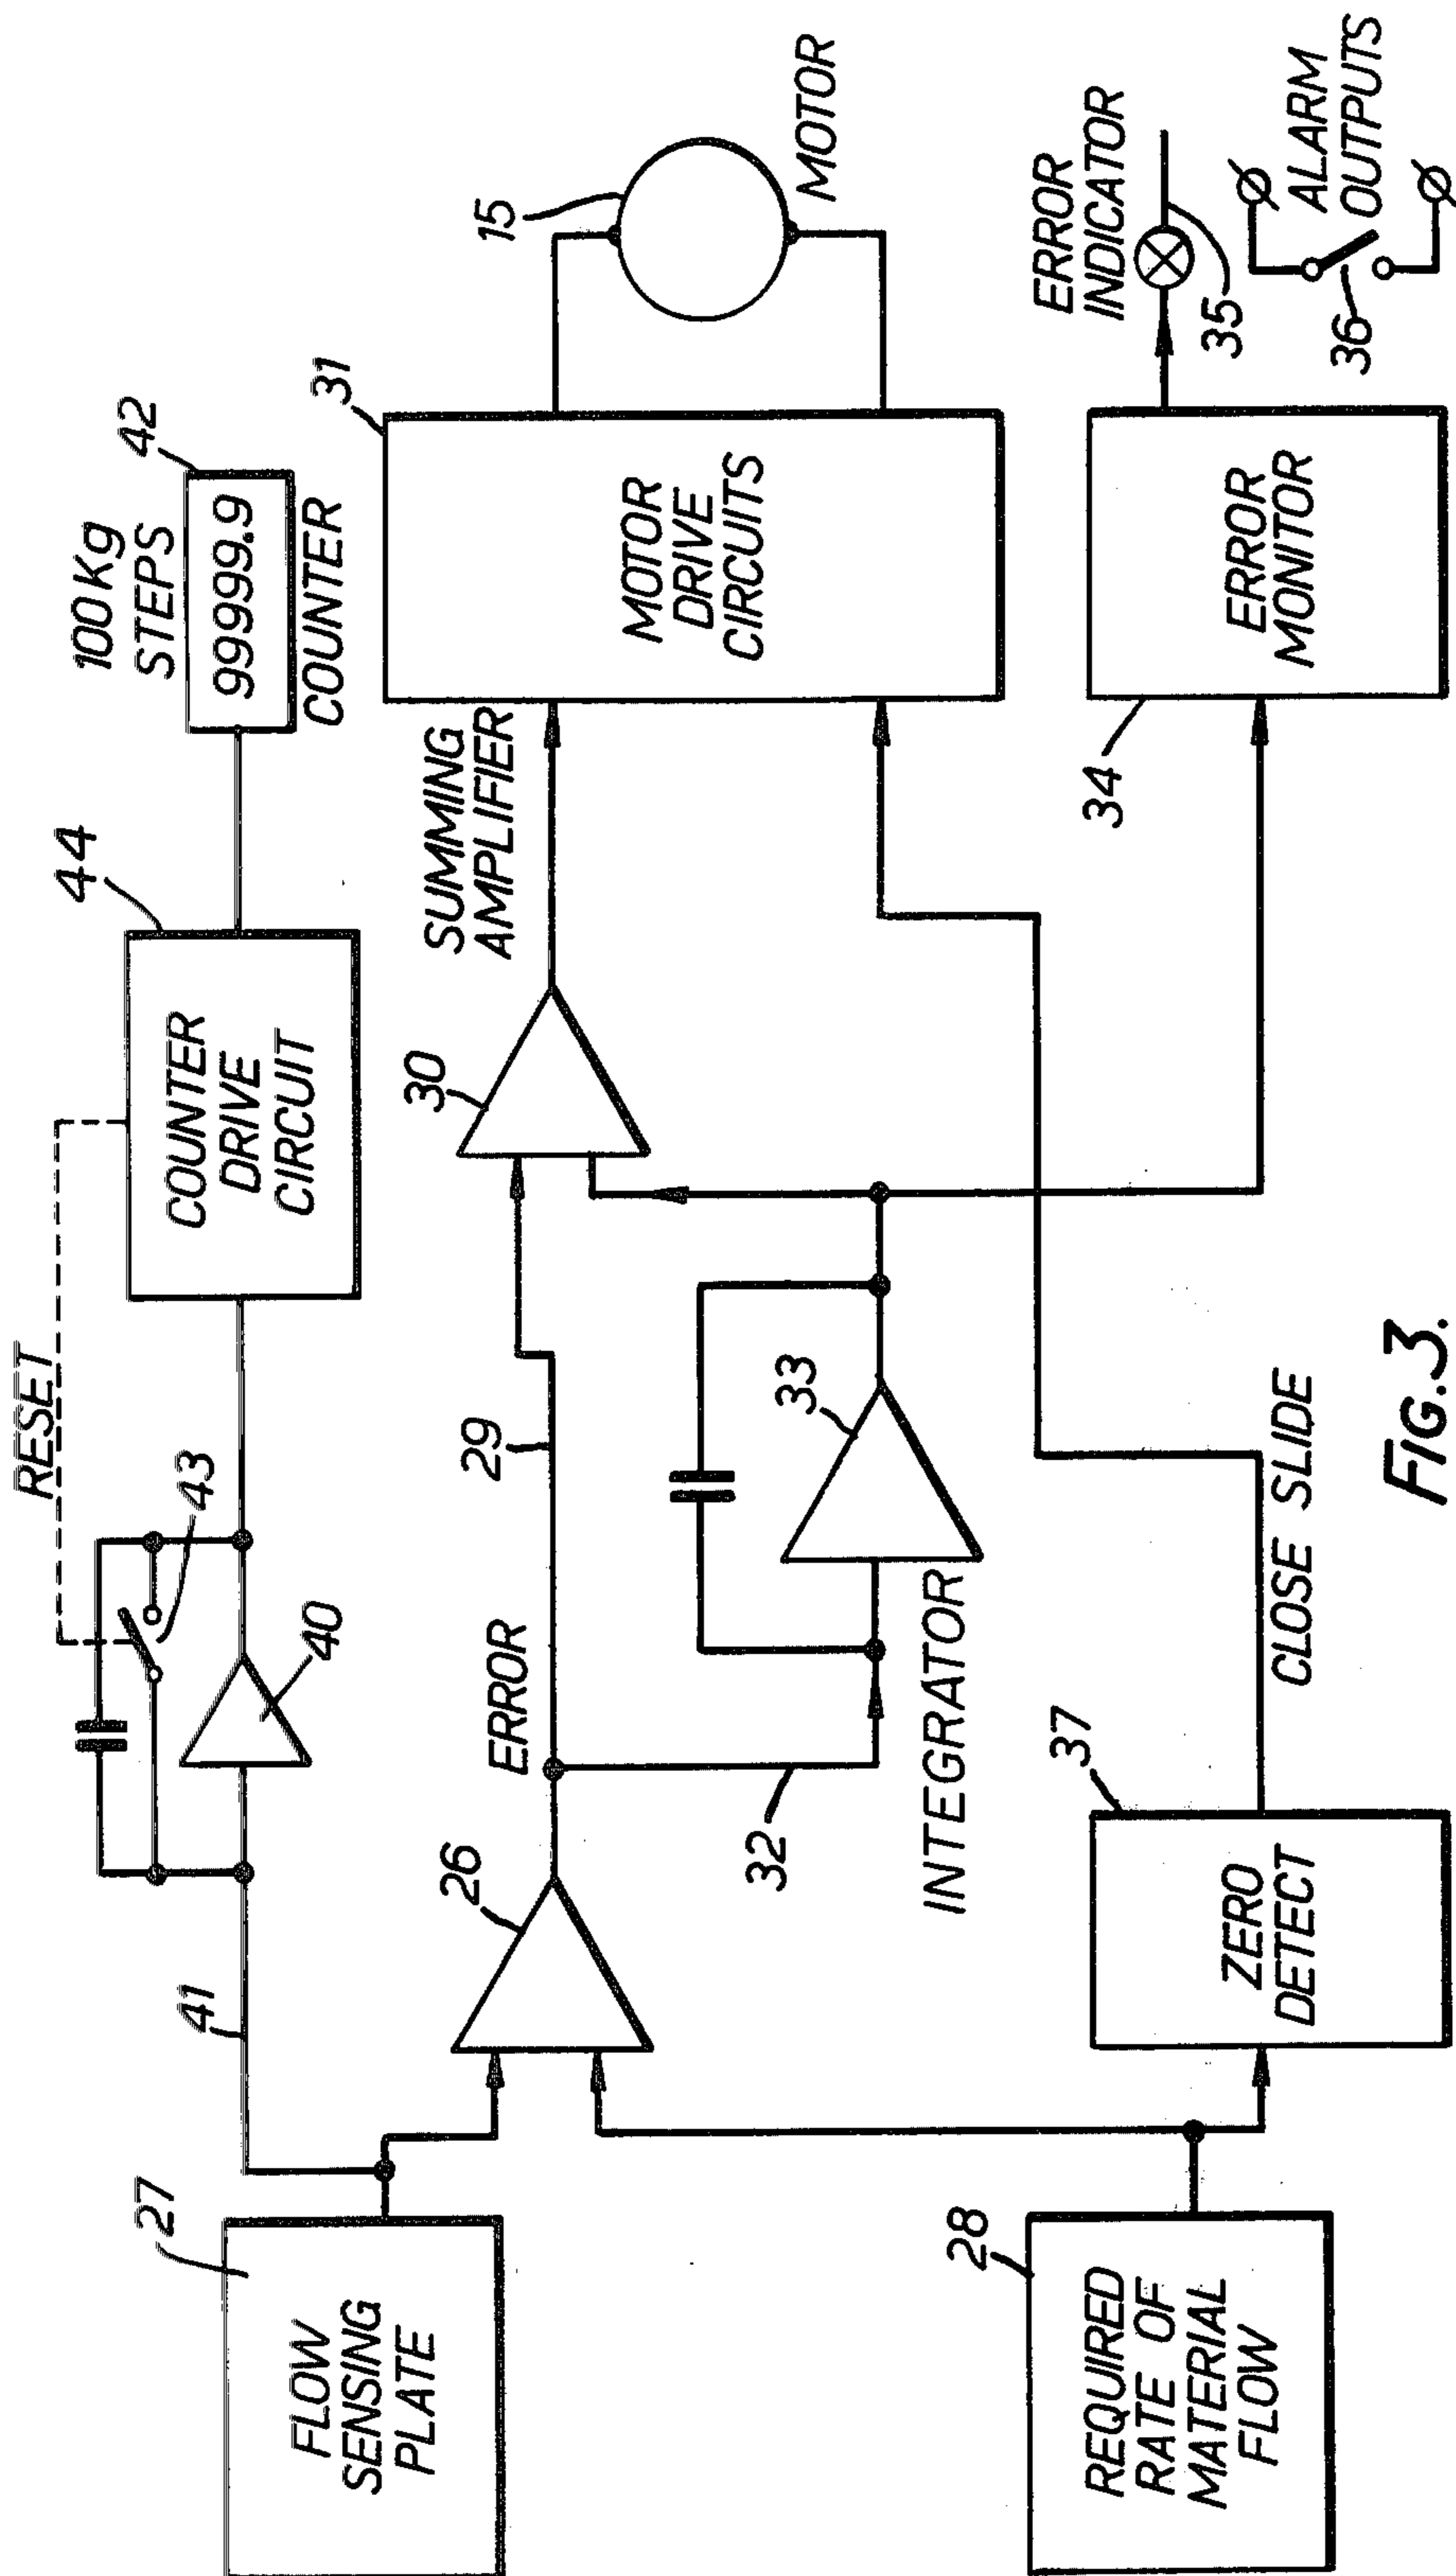 27
FLOW
SENSING
PLATE
41
RESET
43
40
44
COUNTER
DRIVE
CIRCUIT
100Kg
STEPS
42
99999.9
COUNTER
26
ERROR
29
30
SUMMING
AMPLIFIER
31
MOTOR
DRIVE
CIRCUITS
15
MOTOR
32
33
INTEGRATOR
28
REQUIRED
RATE OF
MATERIAL
FLOW
37
ZERO
DETECT
CLOSE SLIDE
34
ERROR
MONITOR
ERROR
INDICATOR
35
36
ALARM
OUTPUTS
FIG.3.